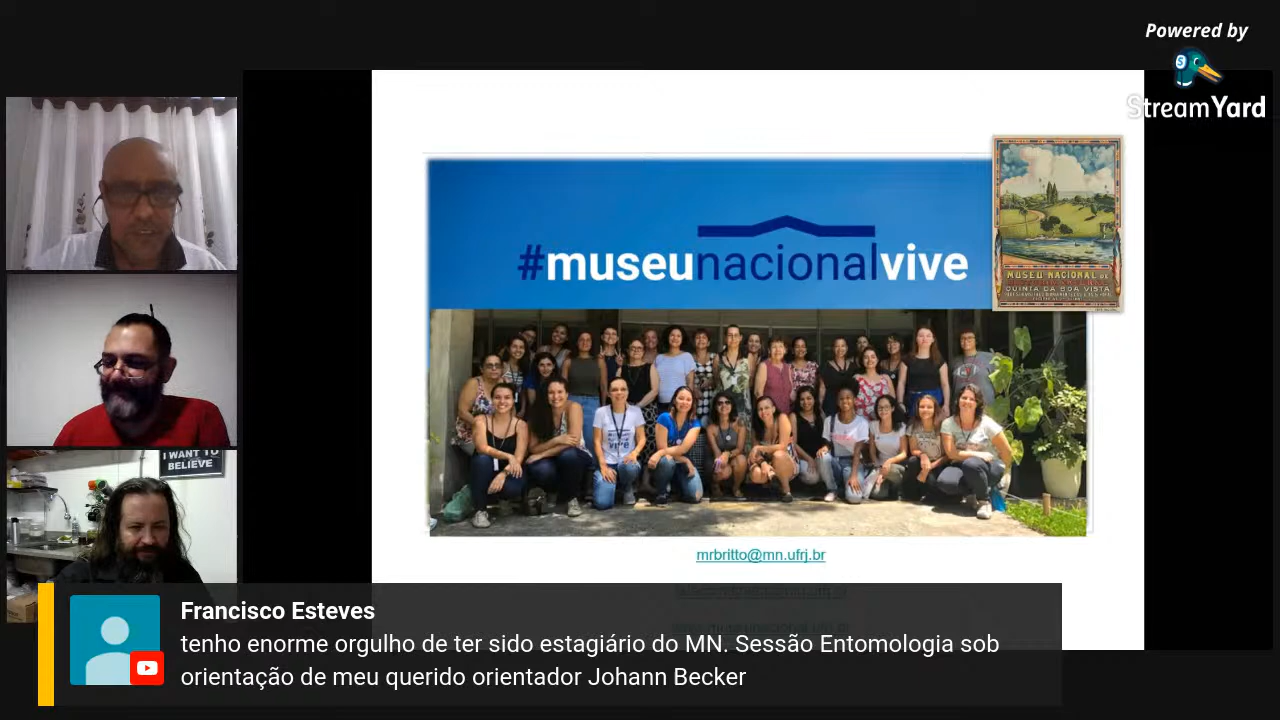 Powered by
StreamYard
#museunacionalvive
MUSEU NACIONAL DE
QUINTA DA BOA VISTA
I WANT TO
BELIEVE
mrbritto@mn.ufrj.br
Francisco Esteves
tenho enorme orgulho de ter sido estagiário do MN. Sessão Entomologia sob
orientação de meu querido orientador Johann Becker